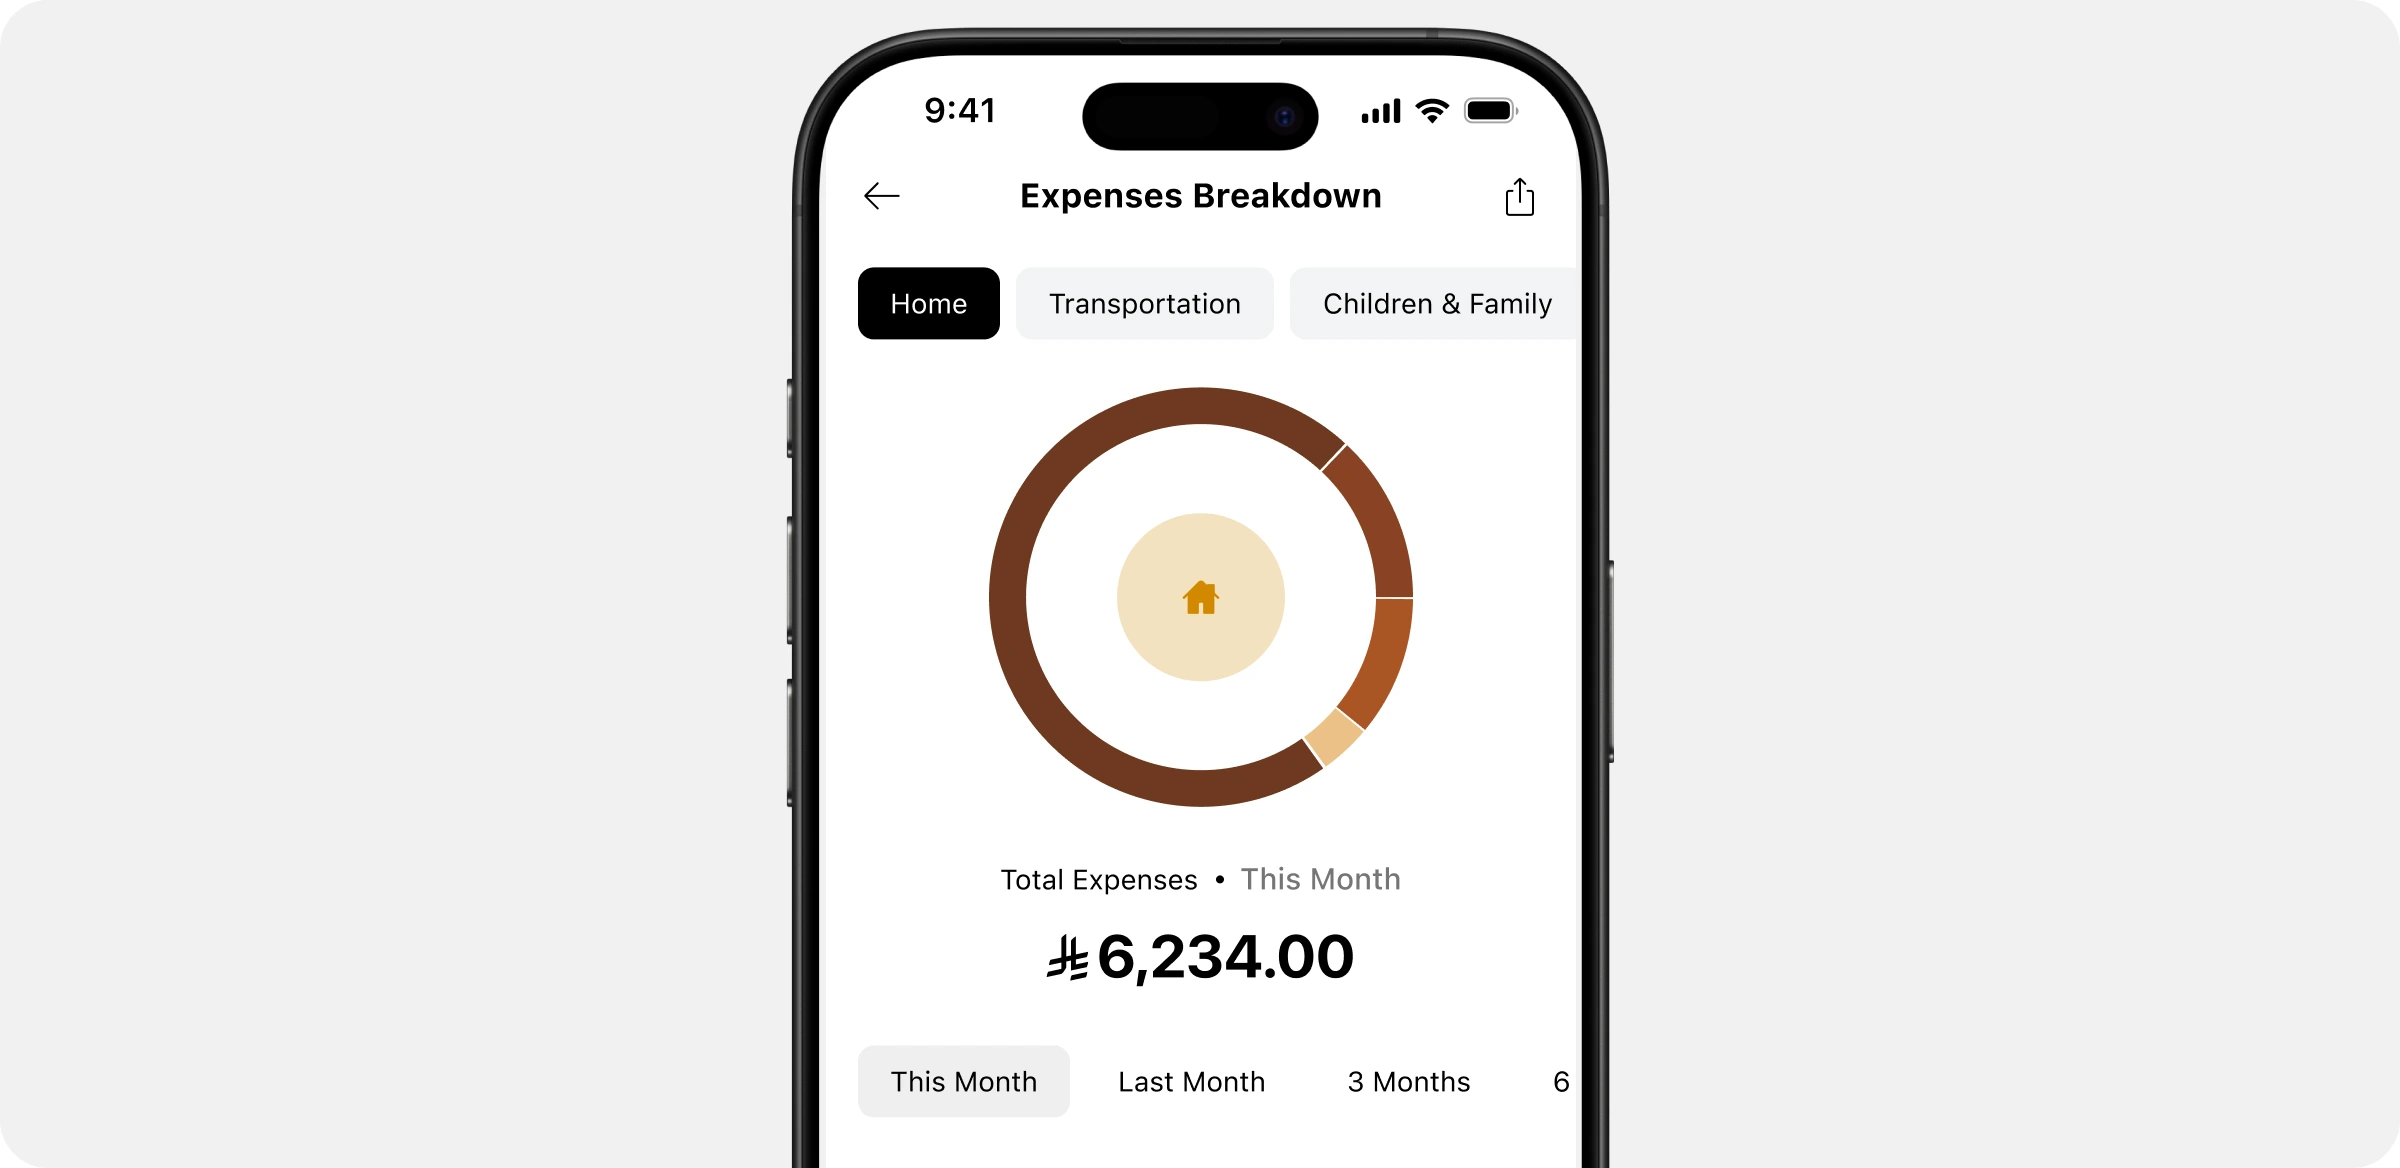 9:41
Expenses Breakdown
Home Transportation Children & Family
Total Expenses • This Month
⃁ 6,234.00
This Month Last Month 3 Months 6